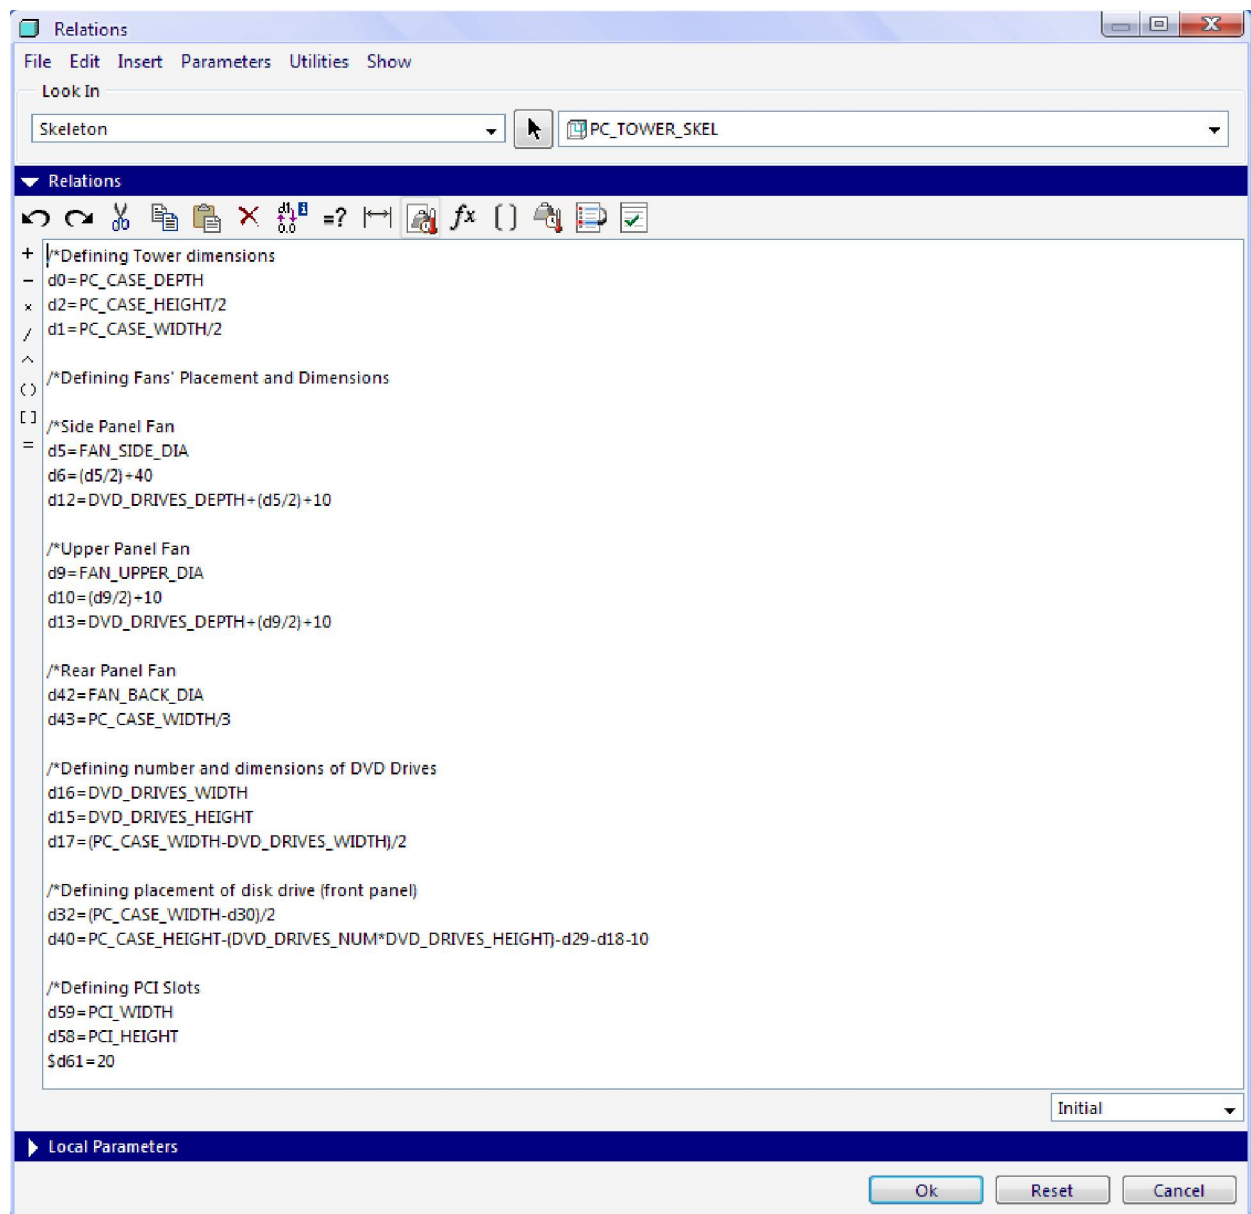 Relations
File Edit Insert Parameters Utilities Show
Look In
Skeleton PC_TOWER_SKEL
Relations
/*Defining Tower dimensions
d0=PC_CASE_DEPTH
d2=PC_CASE_HEIGHT/2
d1=PC_CASE_WIDTH/2
/*Defining Fans' Placement and Dimensions
/*Side Panel Fan
d5=FAN_SIDE_DIA
d6=(d5/2)+40
d12=DVD_DRIVES_DEPTH+(d5/2)+10
/*Upper Panel Fan
d9=FAN_UPPER_DIA
d10=(d9/2)+10
d13=DVD_DRIVES_DEPTH+(d9/2)+10
/*Rear Panel Fan
d42=FAN_BACK_DIA
d43=PC_CASE_WIDTH/3
/*Defining number and dimensions of DVD Drives
d16=DVD_DRIVES_WIDTH
d15=DVD_DRIVES_HEIGHT
d17=(PC_CASE_WIDTH-DVD_DRIVES_WIDTH)/2
/*Defining placement of disk drive (front panel)
d32=(PC_CASE_WIDTH-d30)/2
d40=PC_CASE_HEIGHT-(DVD_DRIVES_NUM*DVD_DRIVES_HEIGHT)-d29-d18-10
/*Defining PCI Slots
d59=PCI_WIDTH
d58=PCI_HEIGHT
$d61=20
Initial
Local Parameters
Ok Reset Cancel